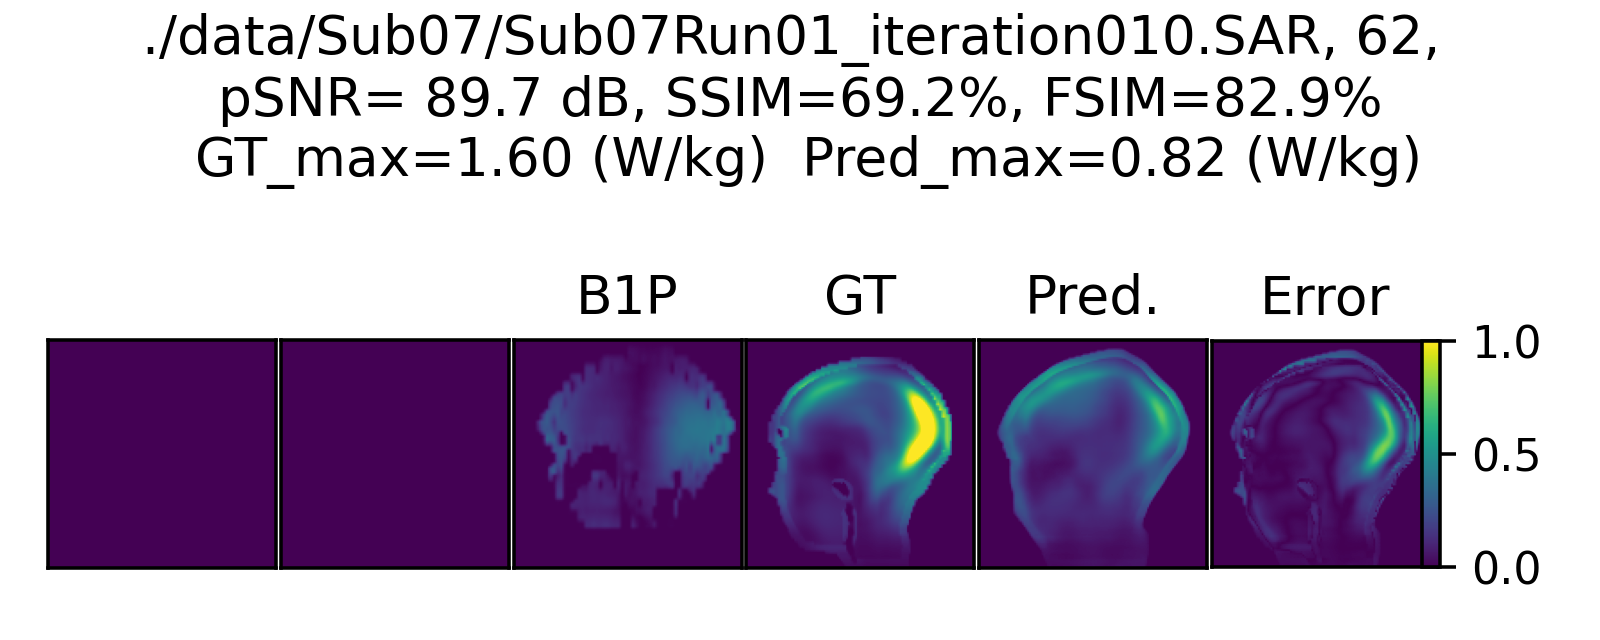 ./data/Sub07/Sub07Run01_iteration010.SAR, 62,
pSNR= 89.7 dB, SSIM=69.2%, FSIM=82.9%
GT_max=1.60 (W/kg)  Pred_max=0.82 (W/kg)
B1P GT Pred. Error
1.0
0.5
0.0